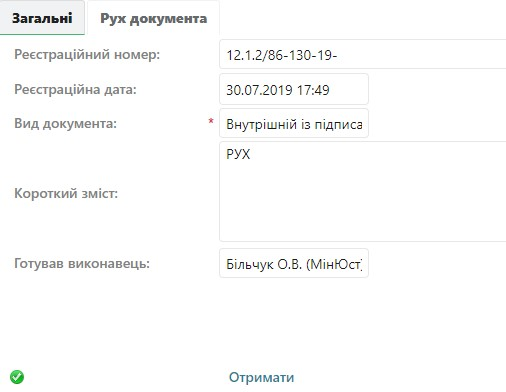 Загальні Рух документа
Реєстраційний номер: 12.1.2/86-130-19-
Реєстраційна дата: 30.07.2019 17:49
Вид документа: * Внутрішній із підписа
РУХ
Короткий зміст:
Готував виконавець: Більчук О.В. (МінЮст)
Отримати